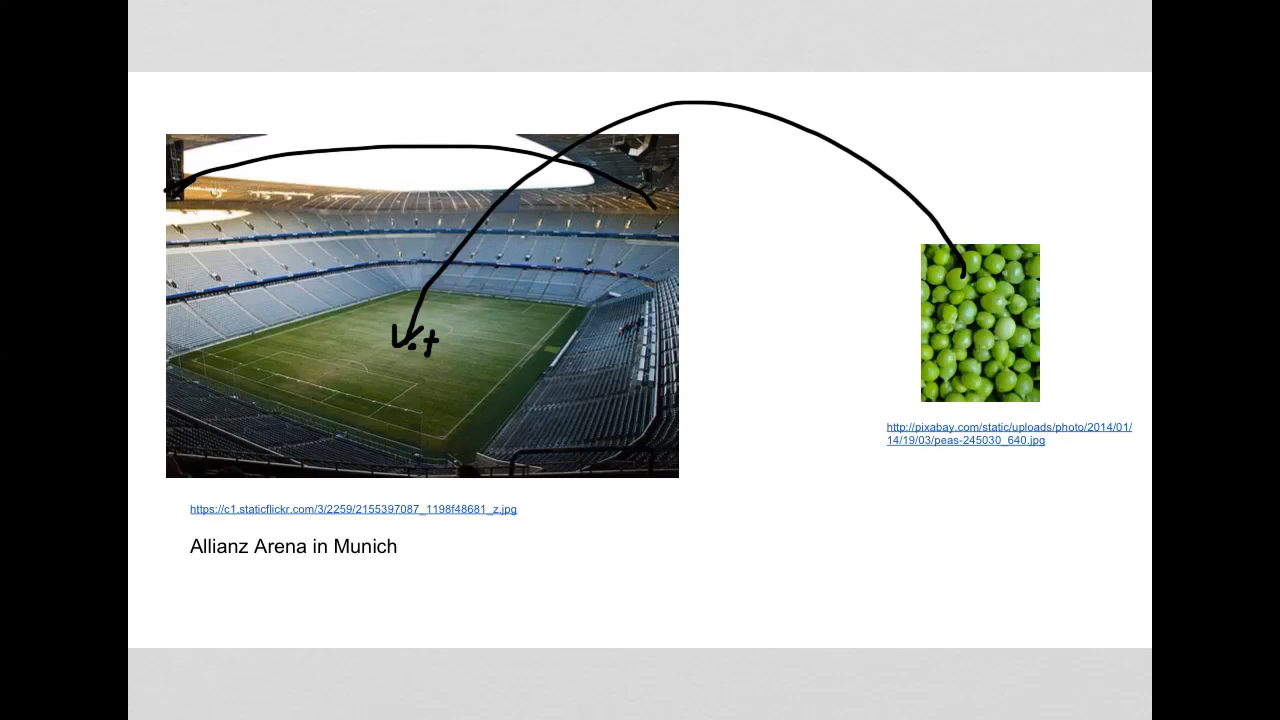 http://pixabay.com/static/uploads/photo/2014/01/
14/19/03/peas-245030_640.jpg
https://c1.staticflickr.com/3/2259/2155397087_1198f48681_z.jpg
Allianz Arena in Munich